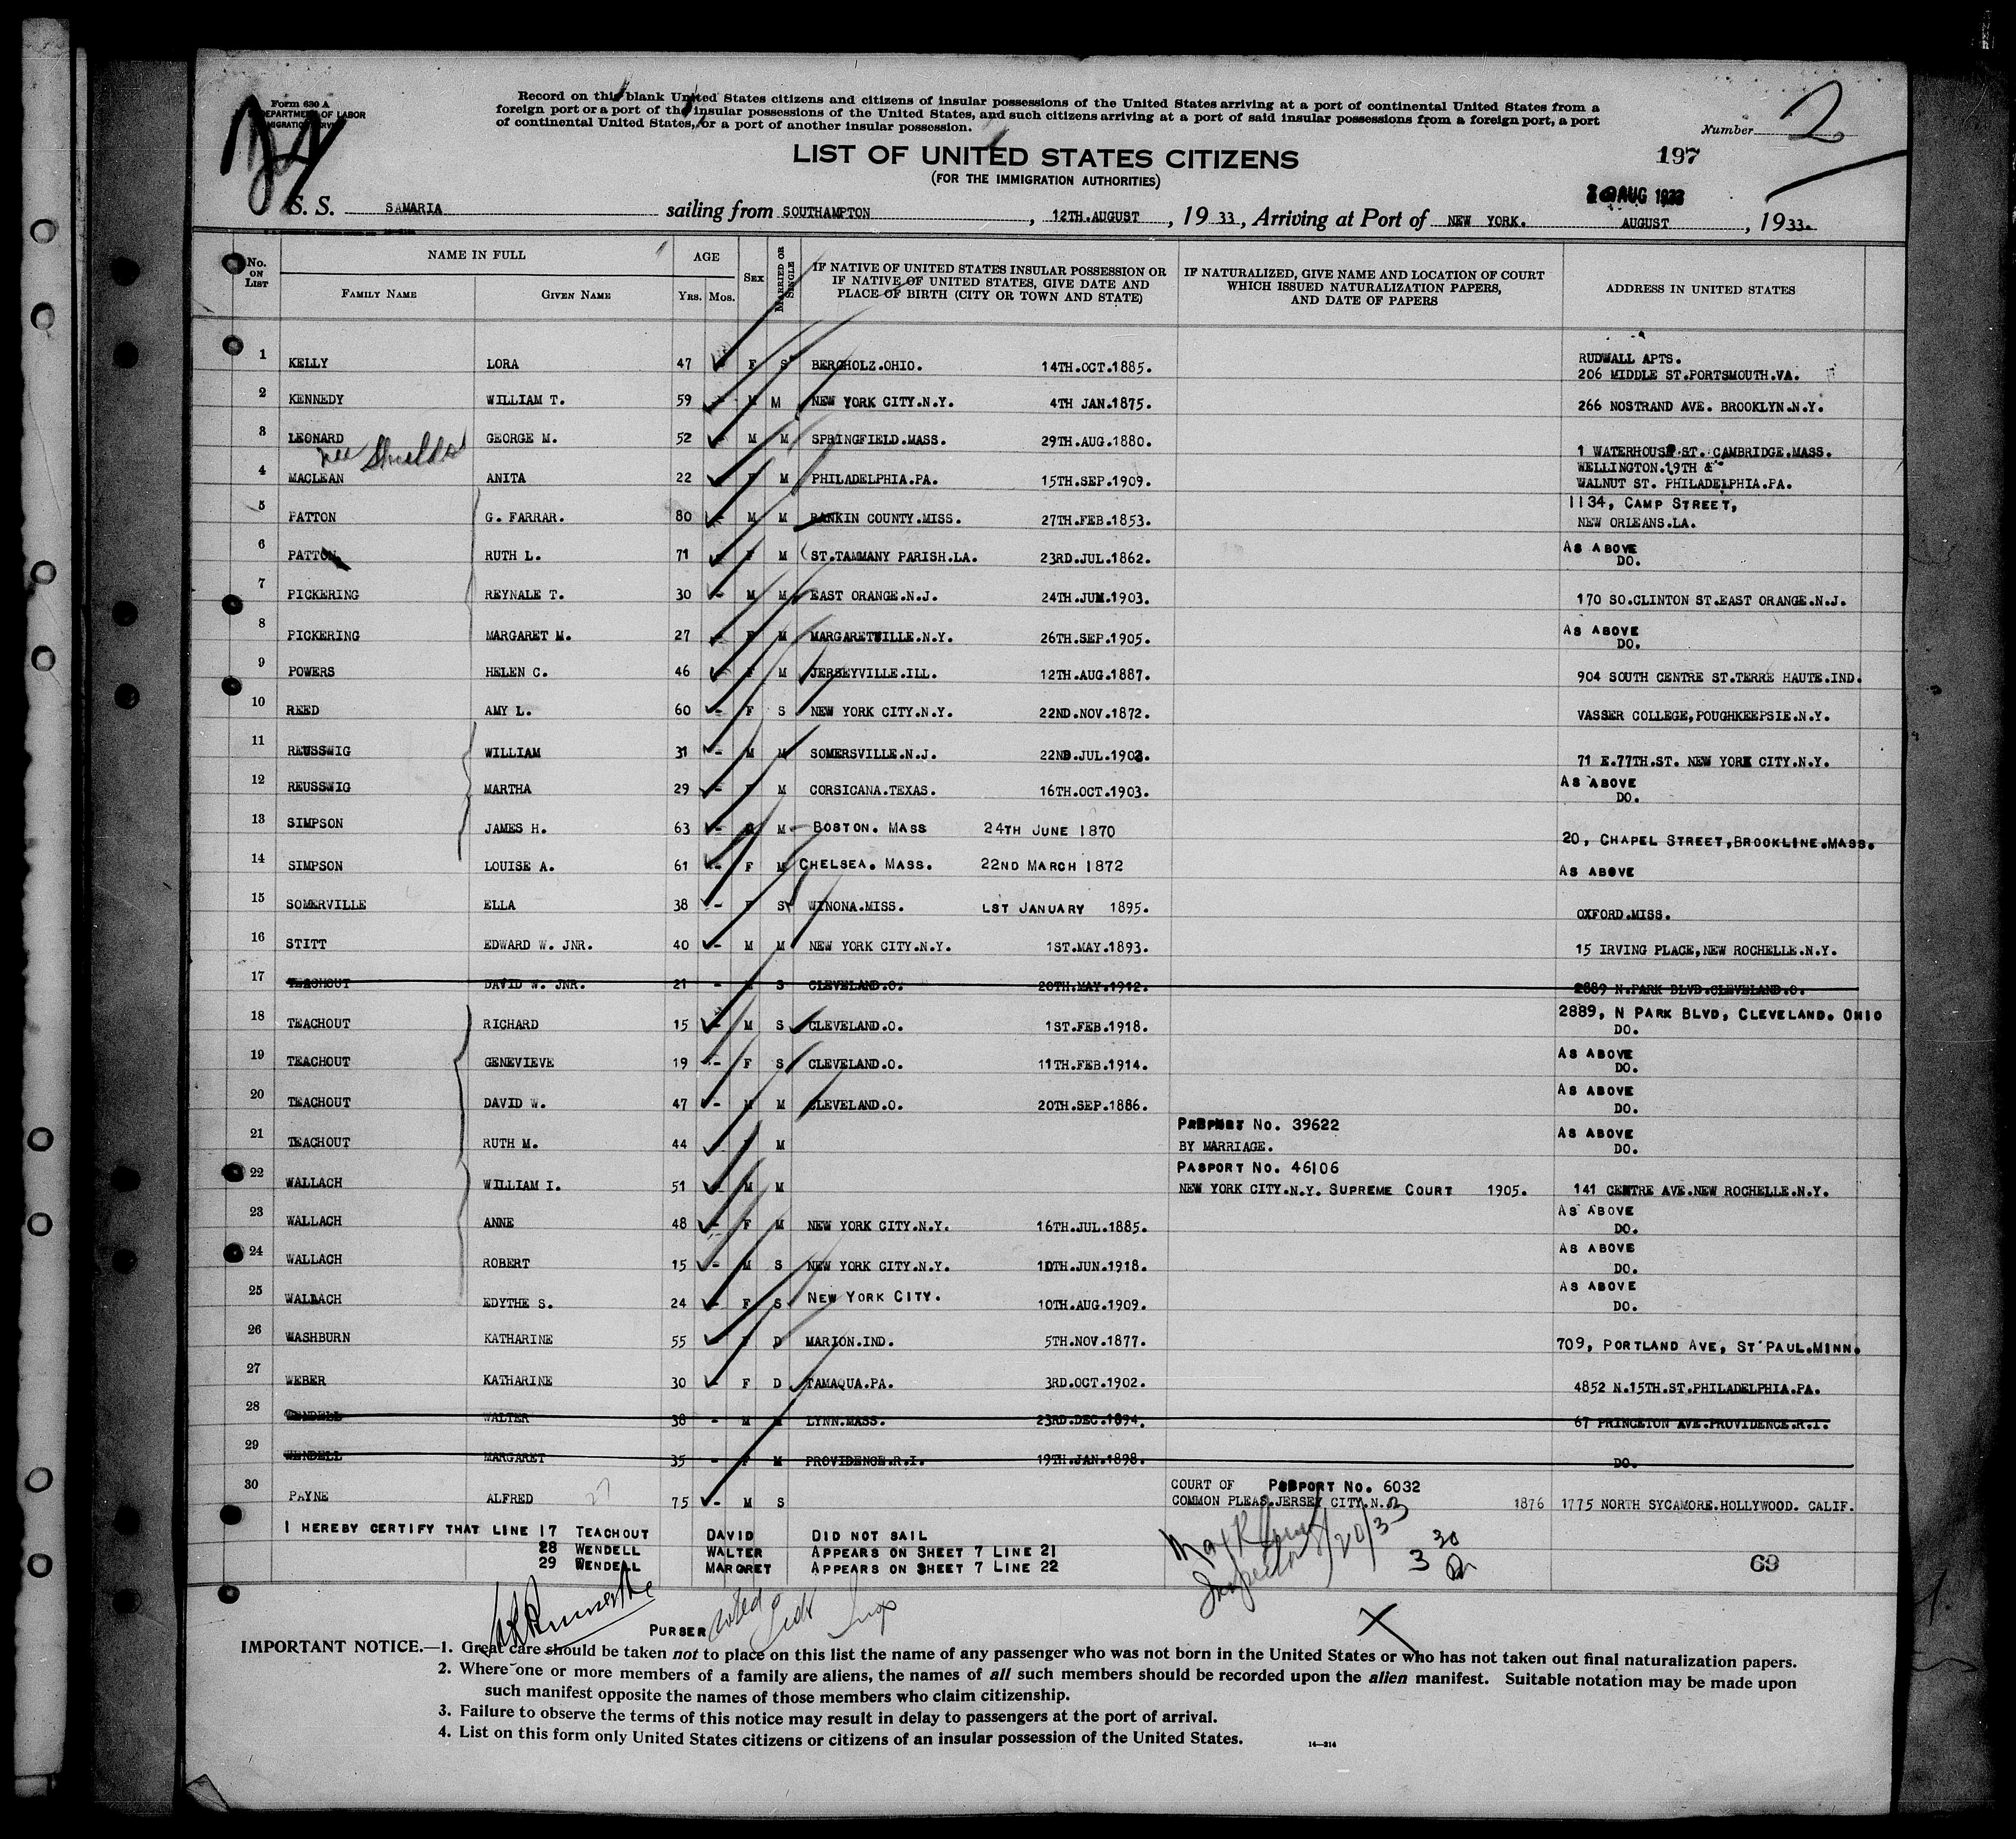 Form 630 A
DEPARTMENT OF LABOR
IMMIGRATION SERVICE
Record on this blank United States citizens and citizens of insular possessions of the United States arriving at a port of continental United States from a
foreign port or a port of the insular possessions of the United States, and such citizens arriving at a port of said insular possessions from a foreign port, a port
of continental United States, or a port of another insular possession.
Number 2
LIST OF UNITED STATES CITIZENS
197
(FOR THE IMMIGRATION AUTHORITIES)
AUG 1933
S. S. SAMARIA sailing from SOUTHAMPTON, 12TH.AUGUST, 19 33, Arriving at Port of NEW YORK. AUGUST, 19 33.
No. ON LIST NAME IN FULL AGE SEX MARRIED OR SINGLE IF NATIVE OF UNITED STATES INSULAR POSSESSION OR IF NATIVE OF UNITED STATES, GIVE DATE AND PLACE OF BIRTH (CITY OR TOWN AND STATE) IF NATURALIZED, GIVE NAME AND LOCATION OF COURT WHICH ISSUED NATURALIZATION PAPERS, AND DATE OF PAPERS ADDRESS IN UNITED STATES
FAMILY NAME GIVEN NAME YRS. MOS.
1 KELLY LORA 47 - F S BERGHOLZ.OHIO. 14TH.OCT.1885. RUDWALL APTS.
206 MIDDLE ST.PORTSMOUTH.VA.
2 KENNEDY WILLIAM T. 59 - M M NEW YORK CITY.N.Y. 4TH JAN.1875. 266 NOSTRAND AVE. BROOKLYN.N.Y.
3 LEONARD GEORGE M. 52 - M M SPRINGFIELD.MASS. 29TH.AUG.1880. 1 WATERHOUSE.ST. CAMBRIDGE.MASS.
nee Shields
4 MACLEAN ANITA 22 - F M PHILADELPHIA.PA. 15TH.SEP.1909. WELLINGTON.19TH &
WALNUT ST. PHILADELPHIA.PA.
5 PATTON G. FARRAR. 80 - M M RANKIN COUNTY.MISS. 27TH.FEB.1853. 1134, CAMP STREET,
NEW ORLEANS.LA.
6 PATTON RUTH L. 71 - F M ST.TAMMANY PARISH.LA. 23RD.JUL.1862. AS ABOVE
DO.
7 PICKERING REYNALE T. 30 - M M EAST ORANGE.N.J. 24TH.JUN.1903. 170 SO.CLINTON ST.EAST ORANGE.N.J.
8 PICKERING MARGARET M. 27 - F M MARGARETVILLE.N.Y. 26TH.SEP.1905. AS ABOVE
DO.
9 POWERS HELEN C. 46 - F M JERSEYVILLE.ILL. 12TH.AUG.1887. 904 SOUTH CENTRE ST.TERRE HAUTE.IND.
10 REED AMY L. 60 - F S NEW YORK CITY.N.Y. 22ND.NOV.1872. VASSER COLLEGE,POUGHKEEPSIE.N.Y.
11 REUSSWIG WILLIAM 31 - M M SOMERSVILLE.N.J. 22ND.JUL.1902. 71 E.77TH.ST. NEW YORK CITY.N.Y.
12 REUSSWIG MARTHA 29 - F M CORSICANA.TEXAS. 16TH.OCT.1903. AS ABOVE
DO.
13 SIMPSON JAMES H. 63 - M M BOSTON. MASS 24TH JUNE 1870 20, CHAPEL STREET,BROOKLINE.MASS.
14 SIMPSON LOUISE A. 61 - F M CHELSEA. MASS. 22ND MARCH 1872 AS ABOVE
15 SOMERVILLE ELLA 38 - F S WINONA.MISS. LST JANUARY 1895. OXFORD.MISS.
16 STITT EDWARD W. JNR. 40 - M M NEW YORK CITY.N.Y. 1ST.MAY.1893. 15 IRVING PLACE,NEW ROCHELLE.N.Y.
17 TEACHOUT DAVID W. JNR. 21 - S CLEVELAND.O. 20TH.MAY.1912. 2889 N.PARK BLVD.CLEVELAND.O.
18 TEACHOUT RICHARD 15 - M S CLEVELAND.O. 1ST.FEB.1918. 2889, N PARK BLVD, CLEVELAND. OHIO
DO.
19 TEACHOUT GENEVIEVE 19 - F S CLEVELAND.O. 11TH.FEB.1914. AS ABOVE
DO.
20 TEACHOUT DAVID W. 47 - M M CLEVELAND.O. 20TH.SEP.1886. AS ABOVE
DO.
21 TEACHOUT RUTH M. 44 - F M PASPORT NO. 39622
BY MARRIAGE. AS ABOVE
DO.
22 WALLACH WILLIAM I. 51 - M M PASPORT NO. 46106
NEW YORK CITY.N.Y. SUPREME COURT 1905. 141 CENTRE AVE.NEW ROCHELLE.N.Y.
23 WALLACH ANNE 48 - F M NEW YORK CITY.N.Y. 16TH.JUL.1885. AS ABOVE
DO.
24 WALLACH ROBERT 15 - M S NEW YORK CITY.N.Y. 10TH.JUN.1918. AS ABOVE
DO.
25 WALLACH EDYTHE S. 24 - F S NEW YORK CITY. 10TH.AUG.1909. AS ABOVE
DO.
26 WASHBURN KATHARINE 55 - F D MARION.IND. 5TH.NOV.1877. 709, PORTLAND AVE, ST PAUL.MINN.
27 WEBER KATHARINE 30 - F D TAMAQUA.PA. 3RD.OCT.1902. 4852 N.15TH.ST.PHILADELPHIA.PA.
28 WENDELL WALTER 38 - M M LYNN.MASS. 23RD.DEC.1894. 67 PRINCETON AVE.PROVIDENCE.R.I.
29 WENDELL MARGARET 35 - F M PROVIDENCE.R.I. 19TH.JAN.1898. DO.
30 PAYNE ALFRED 75 - M S COURT OF PASPORT NO. 6032
COMMON PLEAS.JERSEY CITY.N.J. 1876 1775 NORTH SYCAMORE.HOLLYWOOD. CALIF.
I HEREBY CERTIFY THAT LINE 17 TEACHOUT DAVID DID NOT SAIL
28 WENDELL WALTER APPEARS ON SHEET 7 LINE 21
29 WENDELL MARGRET APPEARS ON SHEET 7 LINE 22
Inspector 8/20/33
3 30
69
PURSER
IMPORTANT NOTICE.—1. Great care should be taken not to place on this list the name of any passenger who was not born in the United States or who has not taken out final naturalization papers.
2. Where one or more members of a family are aliens, the names of all such members should be recorded upon the alien manifest. Suitable notation may be made upon
such manifest opposite the names of those members who claim citizenship.
3. Failure to observe the terms of this notice may result in delay to passengers at the port of arrival.
4. List on this form only United States citizens or citizens of an insular possession of the United States.
14—214